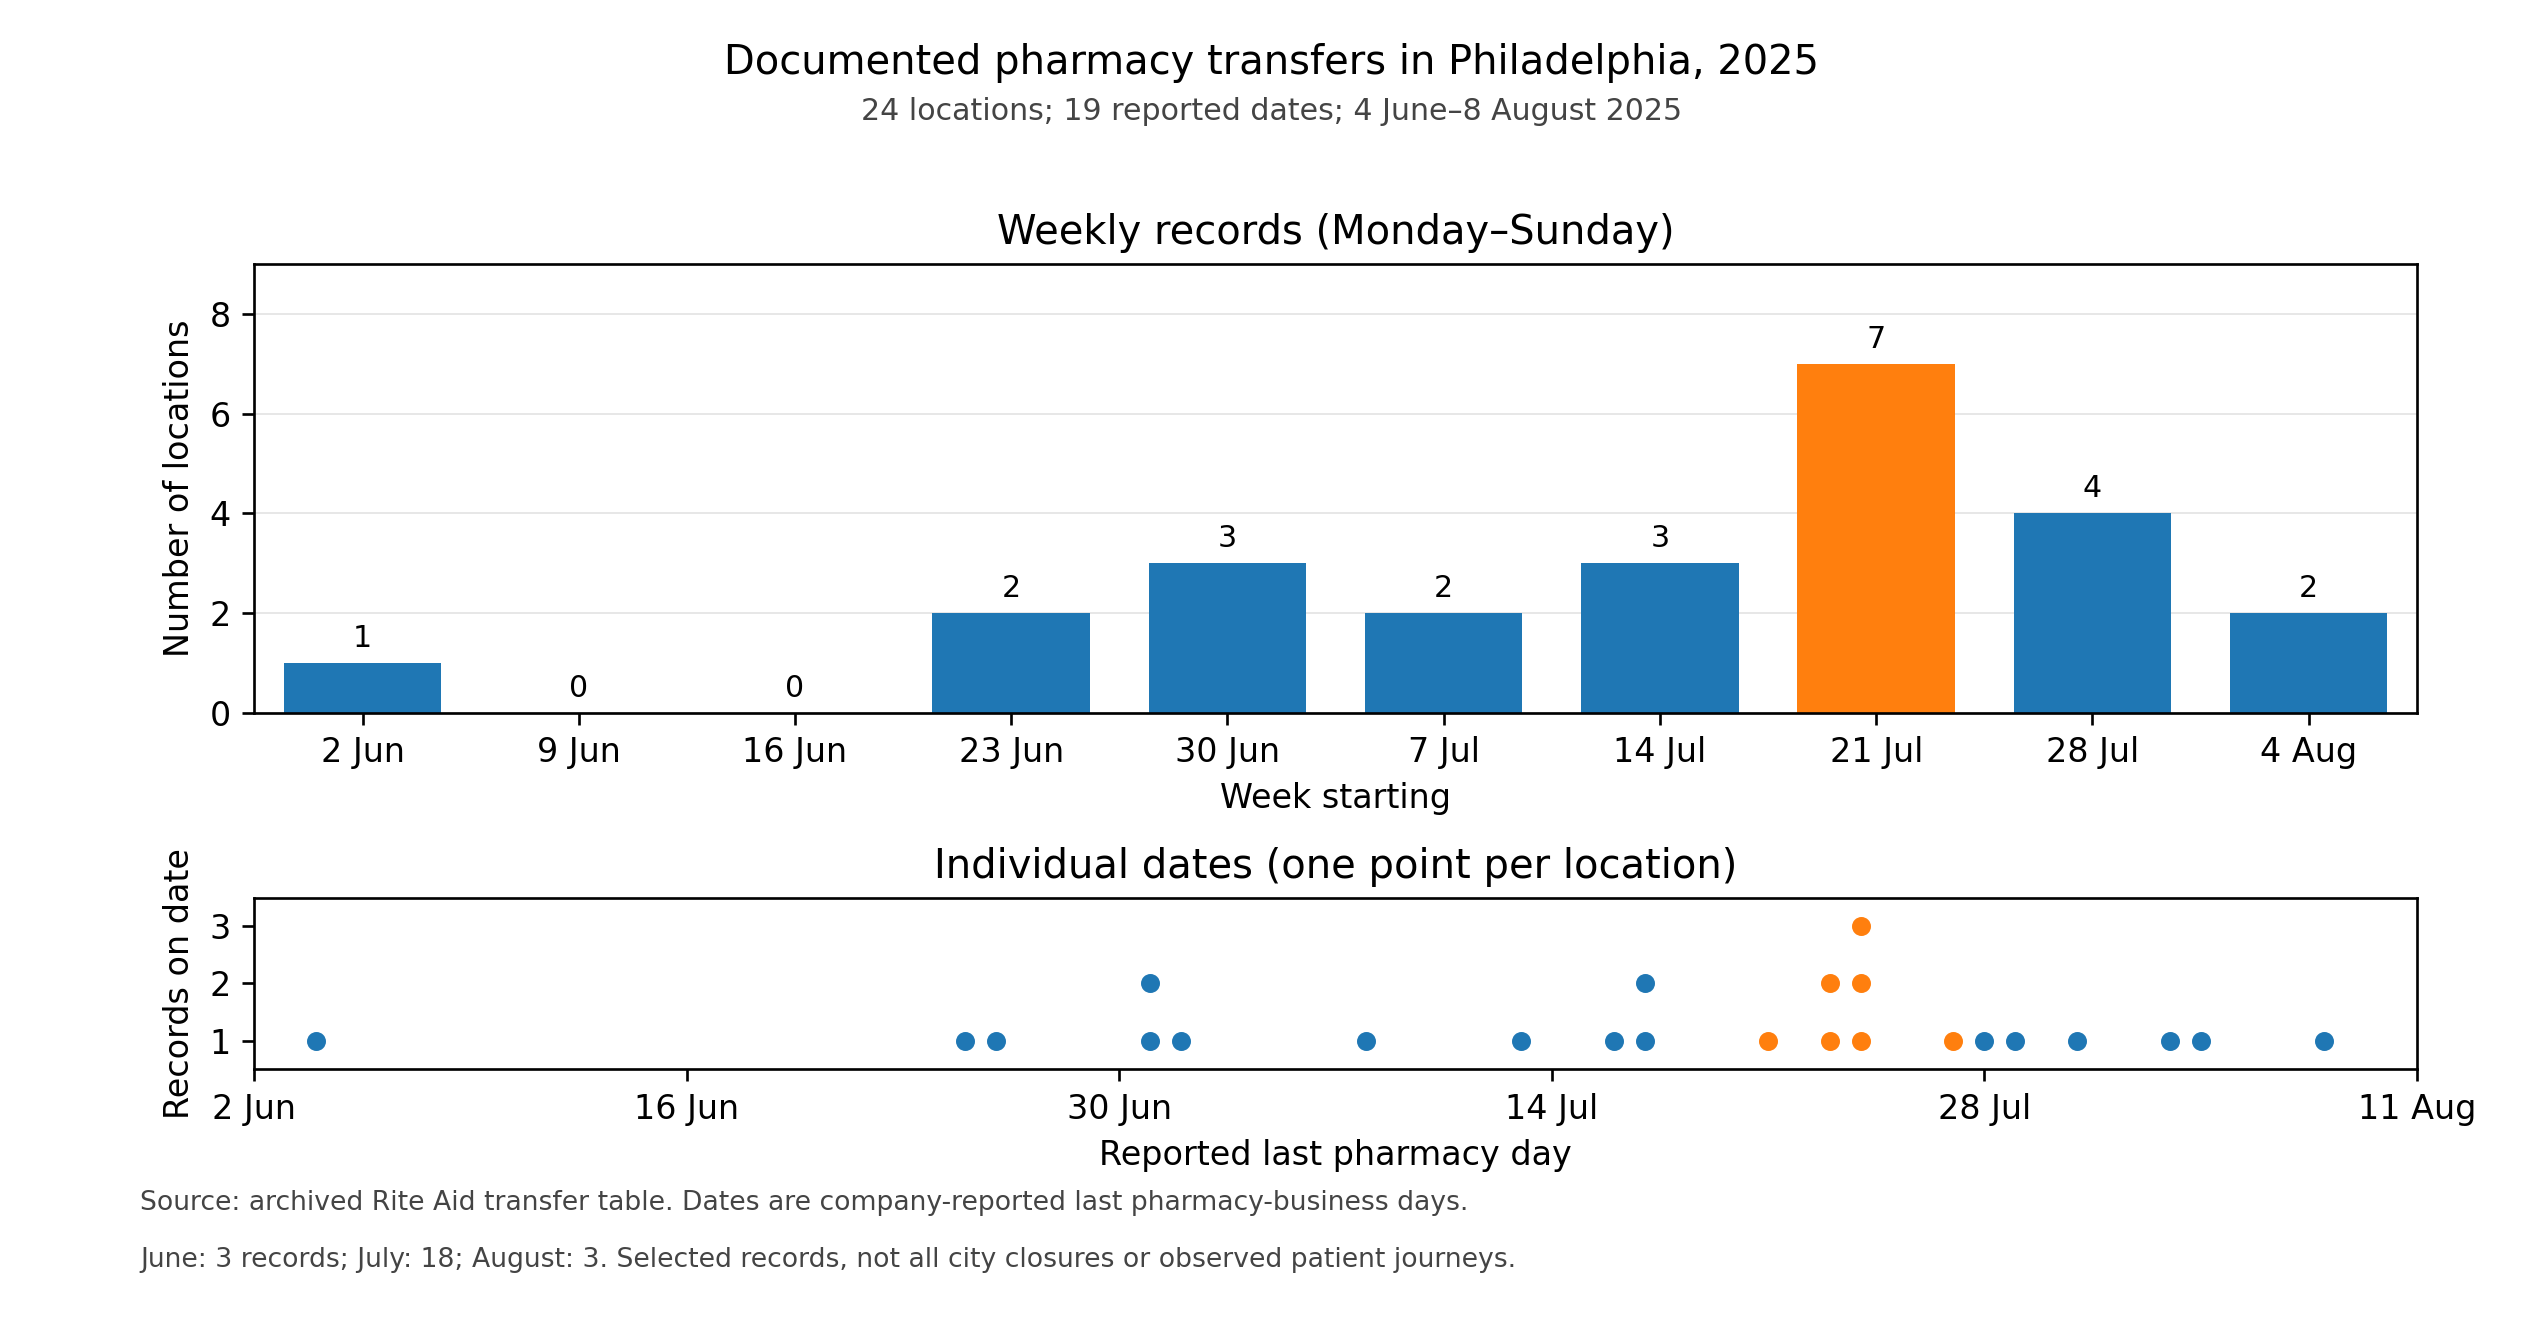 Documented pharmacy transfers in Philadelphia, 2025
24 locations; 19 reported dates; 4 June–8 August 2025
Weekly records (Monday–Sunday)
Number of locations
8
6
4
2
0
1
0
0
2
3
2
3
7
4
2
2 Jun
9 Jun
16 Jun
23 Jun
30 Jun
7 Jul
14 Jul
21 Jul
28 Jul
4 Aug
Week starting
Individual dates (one point per location)
Records on date
3
2
1
2 Jun
16 Jun
30 Jun
14 Jul
28 Jul
11 Aug
Reported last pharmacy day
Source: archived Rite Aid transfer table. Dates are company-reported last pharmacy-business days.
June: 3 records; July: 18; August: 3. Selected records, not all city closures or observed patient journeys.